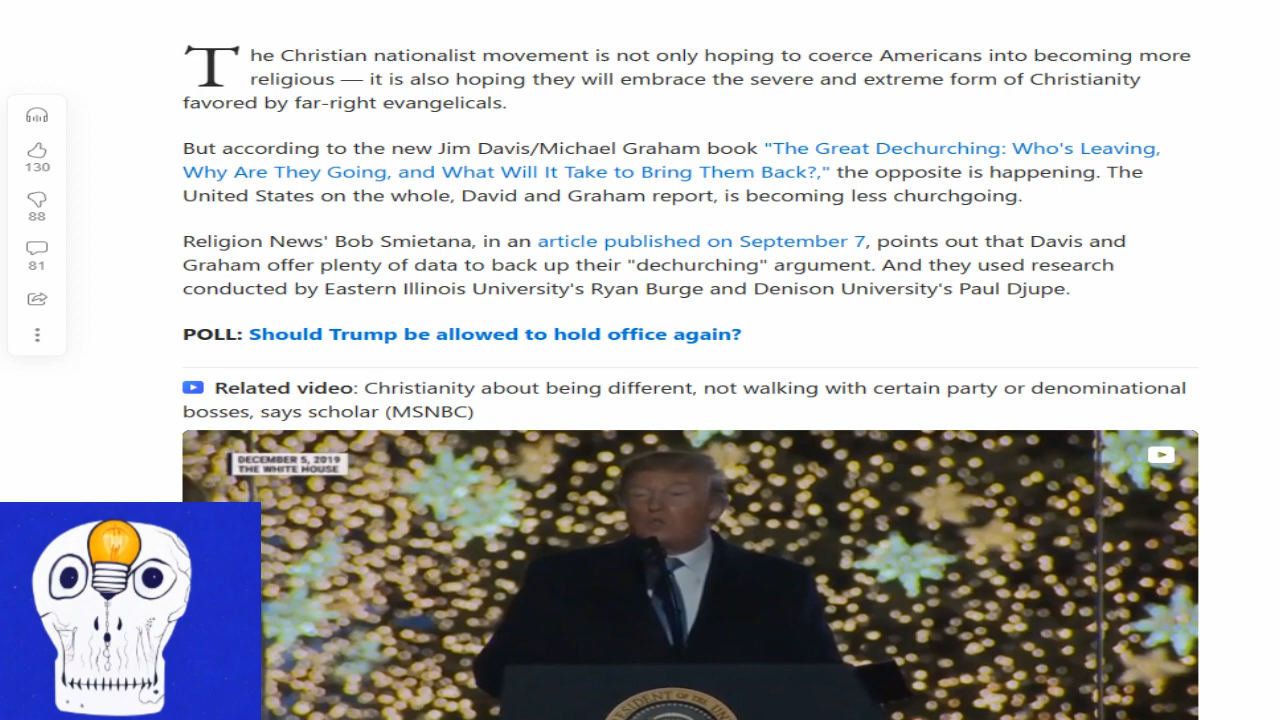 The Christian nationalist movement is not only hoping to coerce Americans into becoming more
religious — it is also hoping they will embrace the severe and extreme form of Christianity
favored by far-right evangelicals.
But according to the new Jim Davis/Michael Graham book "The Great Dechurching: Who's Leaving,
Why Are They Going, and What Will It Take to Bring Them Back?," the opposite is happening. The
United States on the whole, David and Graham report, is becoming less churchgoing.
Religion News' Bob Smietana, in an article published on September 7, points out that Davis and
Graham offer plenty of data to back up their "dechurching" argument. And they used research
conducted by Eastern Illinois University's Ryan Burge and Denison University's Paul Djupe.
POLL: Should Trump be allowed to hold office again?
Related video: Christianity about being different, not walking with certain party or denominational
bosses, says scholar (MSNBC)
130
88
81
DECEMBER 5, 2019
THE WHITE HOUSE
PRESIDENT OF THE UN